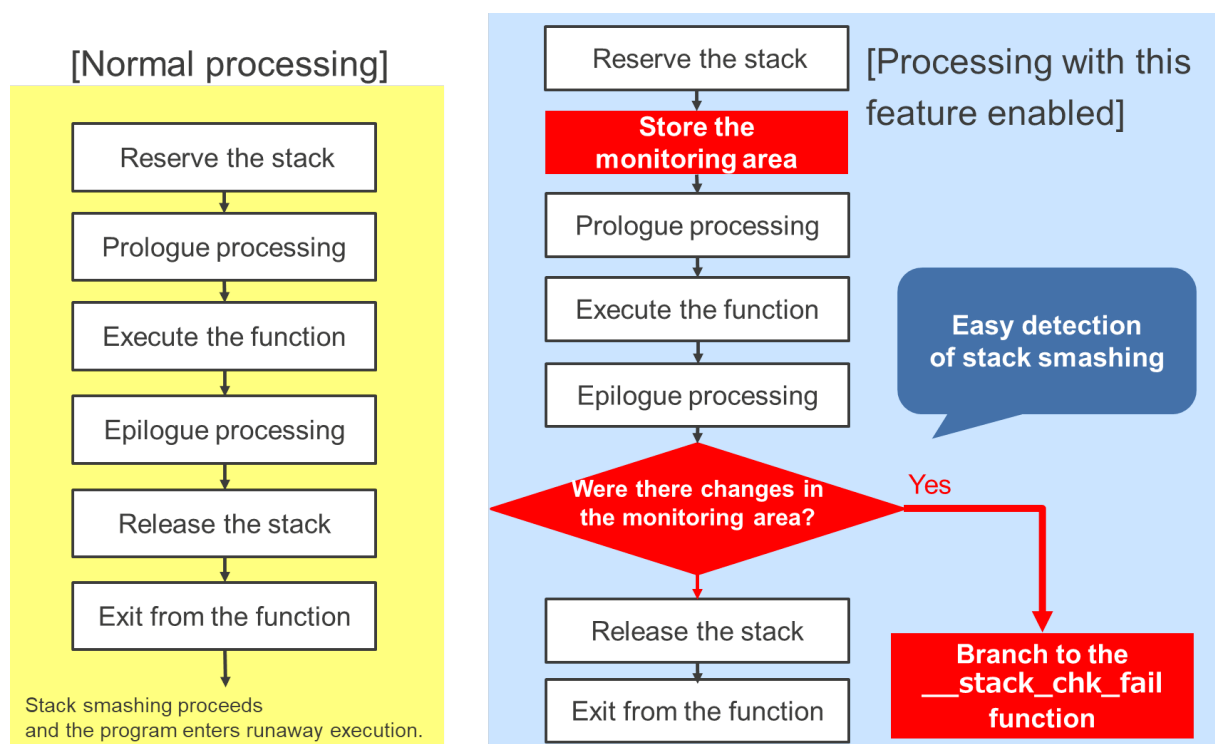 [Normal processing]
Reserve the stack
Prologue processing
Execute the function
Epilogue processing
Release the stack
Exit from the function
Stack smashing proceeds
and the program enters runaway execution.
[Processing with this
feature enabled]
Reserve the stack
Store the
monitoring area
Prologue processing
Execute the function
Epilogue processing
Easy detection
of stack smashing
Were there changes in
the monitoring area?
Yes
Release the stack
Exit from the function
Branch to the
__stack_chk_fail
function